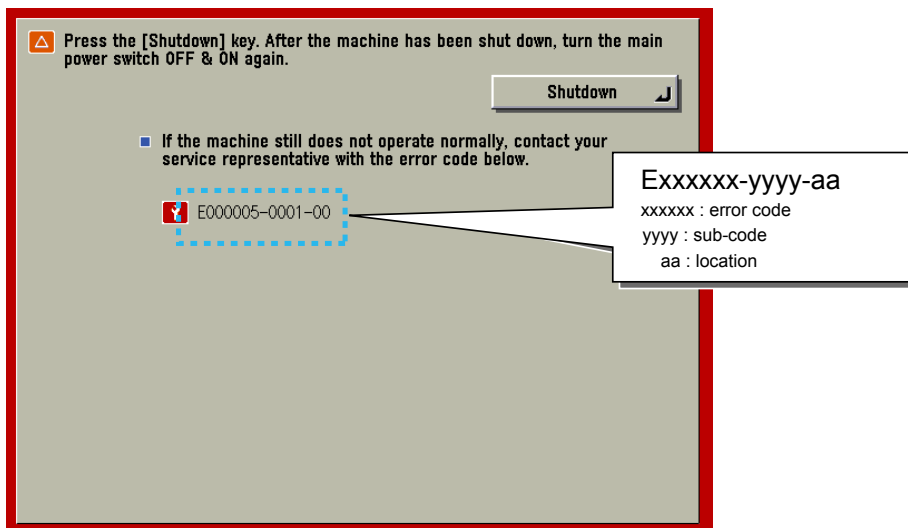 Press the [Shutdown] key. After the machine has been shut down, turn the main
power switch OFF & ON again.
Shutdown
If the machine still does not operate normally, contact your
service representative with the error code below.
E000005-0001-00
Exxxxxx-yyyy-aa
xxxxxx : error code
yyyy : sub-code
aa : location